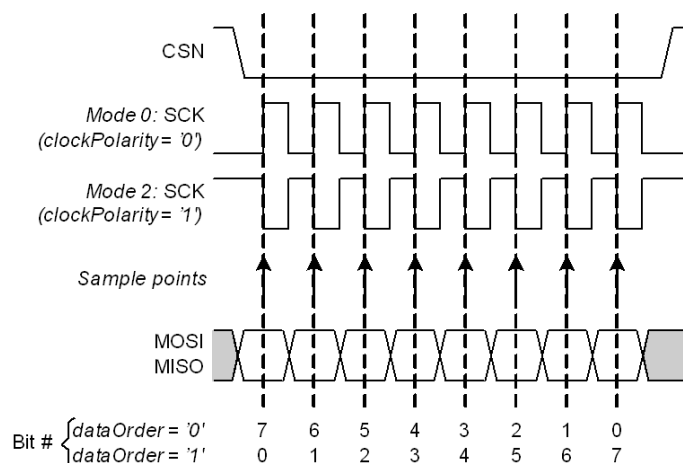 CSN
Mode 0: SCK
(clockPolarity = '0')
Mode 2: SCK
(clockPolarity = '1')
Sample points
MOSI
MISO
Bit # { dataOrder = '0' 7 6 5 4 3 2 1 0
dataOrder = '1' 0 1 2 3 4 5 6 7